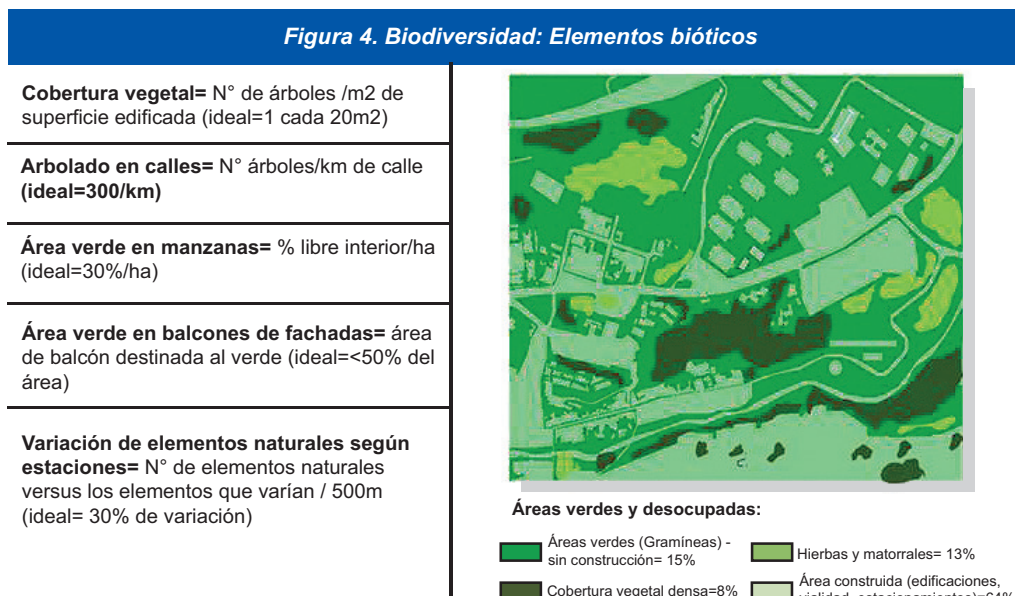 Figura 4. Biodiversidad: Elementos bióticos
Cobertura vegetal= N° de árboles /m2 de
superficie edificada (ideal=1 cada 20m2)
Arbolado en calles= N° árboles/km de calle
(ideal=300/km)
Área verde en manzanas= % libre interior/ha
(ideal=30%/ha)
Área verde en balcones de fachadas= área
de balcón destinada al verde (ideal=<50% del
área)
Variación de elementos naturales según
estaciones= N° de elementos naturales
versus los elementos que varían / 500m
(ideal= 30% de variación)
Áreas verdes y desocupadas:
Áreas verdes (Gramíneas) -
sin construcción= 15%
Hierbas y matorrales= 13%
Cobertura vegetal densa=8%
Área construida (edificaciones,
vialidad, estacionamientos)=64%